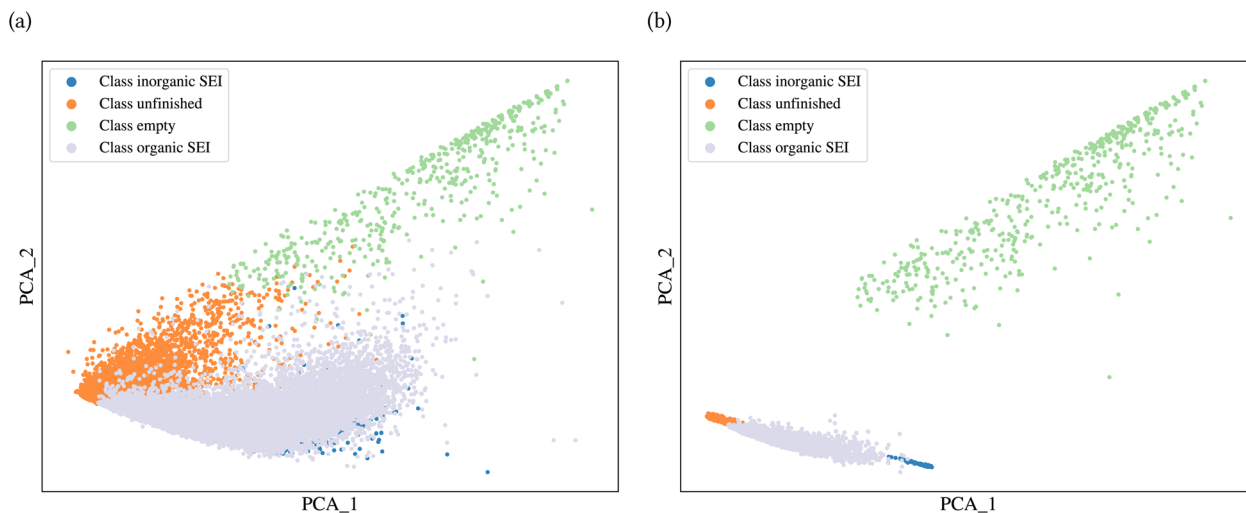 (a)
Class inorganic SEI
Class unfinished
Class empty
Class organic SEI
PCA_2
PCA_1
(b)
Class inorganic SEI
Class unfinished
Class empty
Class organic SEI
PCA_2
PCA_1